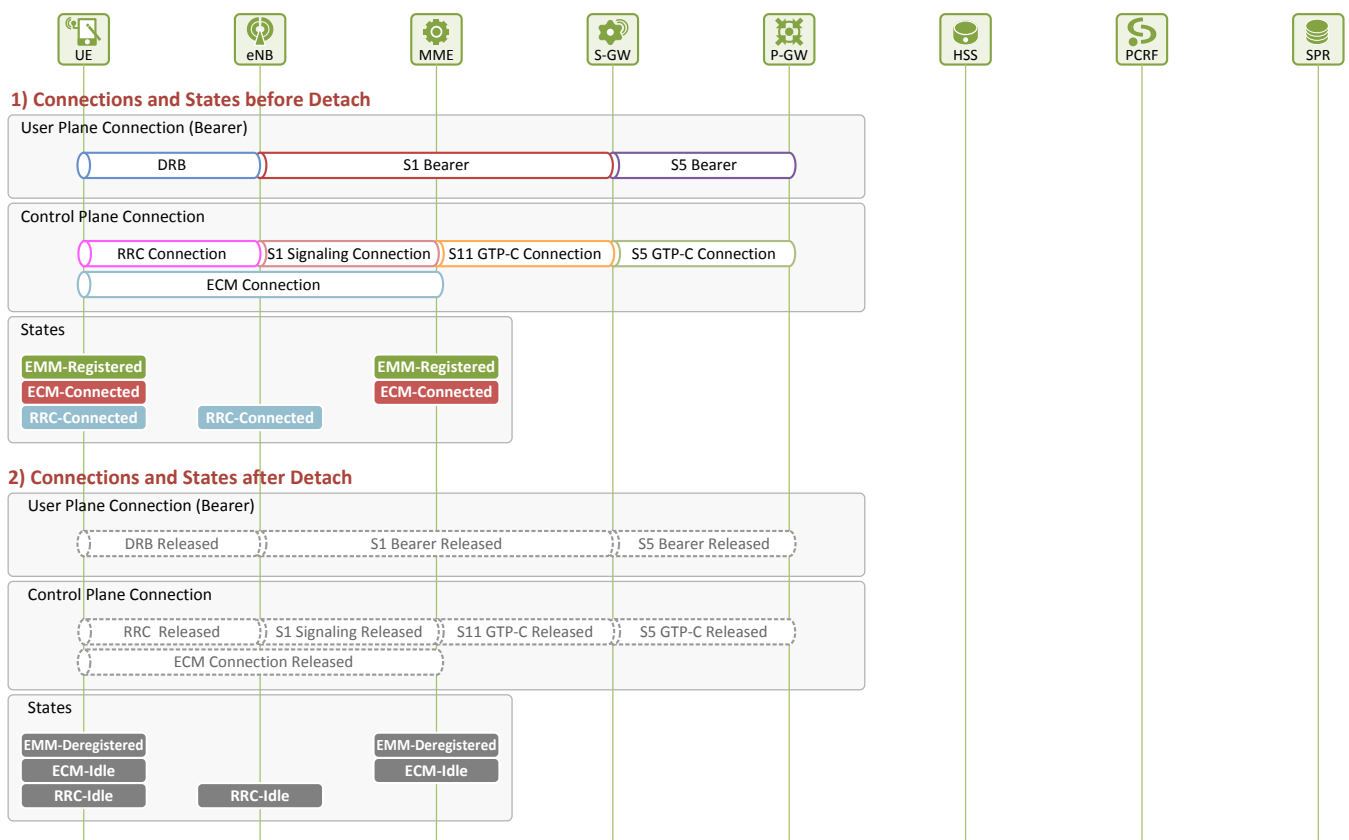 UE eNB MME S-GW P-GW HSS PCRF SPR
1) Connections and States before Detach
User Plane Connection (Bearer)
DRB S1 Bearer S5 Bearer
Control Plane Connection
RRC Connection S1 Signaling Connection S11 GTP-C Connection S5 GTP-C Connection
ECM Connection
States
EMM-Registered EMM-Registered
ECM-Connected ECM-Connected
RRC-Connected RRC-Connected
2) Connections and States after Detach
User Plane Connection (Bearer)
DRB Released S1 Bearer Released S5 Bearer Released
Control Plane Connection
RRC Released S1 Signaling Released S11 GTP-C Released S5 GTP-C Released
ECM Connection Released
States
EMM-Deregistered EMM-Deregistered
ECM-Idle ECM-Idle
RRC-Idle RRC-Idle